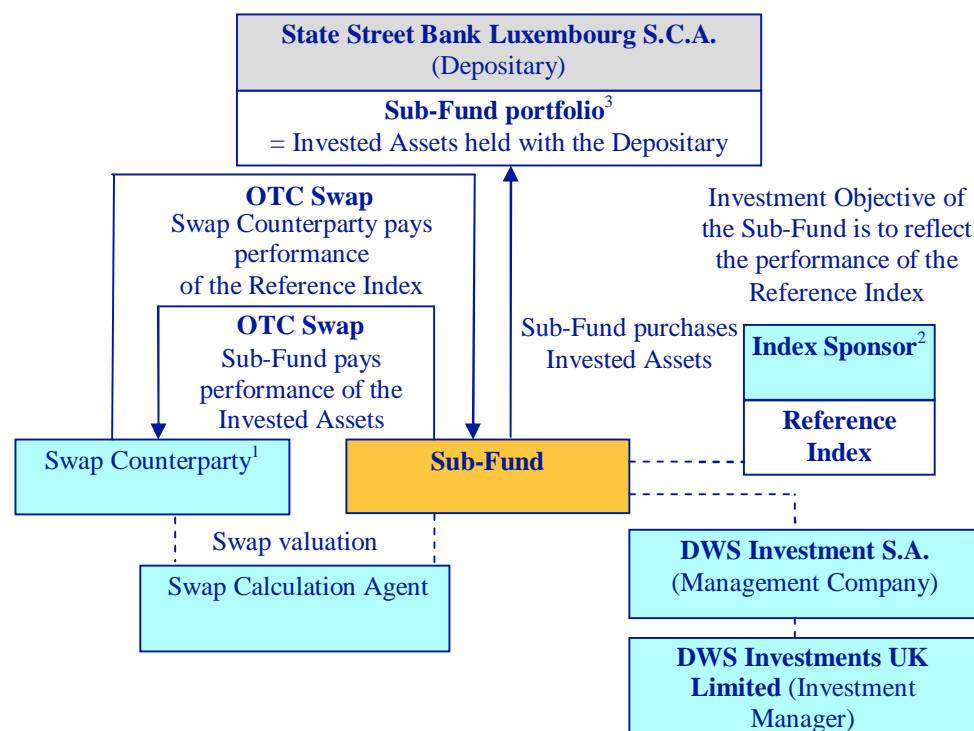 State Street Bank Luxembourg S.C.A.
(Depositary)
Sub-Fund portfolio3
= Invested Assets held with the Depositary
OTC Swap
Swap Counterparty pays
performance
of the Reference Index
OTC Swap
Sub-Fund pays
performance of the
Invested Assets
Sub-Fund purchases
Invested Assets
Investment Objective of
the Sub-Fund is to reflect
the performance of the
Reference Index
Index Sponsor2
Reference
Index
Swap Counterparty1
Sub-Fund
Swap valuation
Swap Calculation Agent
DWS Investment S.A.
(Management Company)
DWS Investments UK
Limited (Investment
Manager)